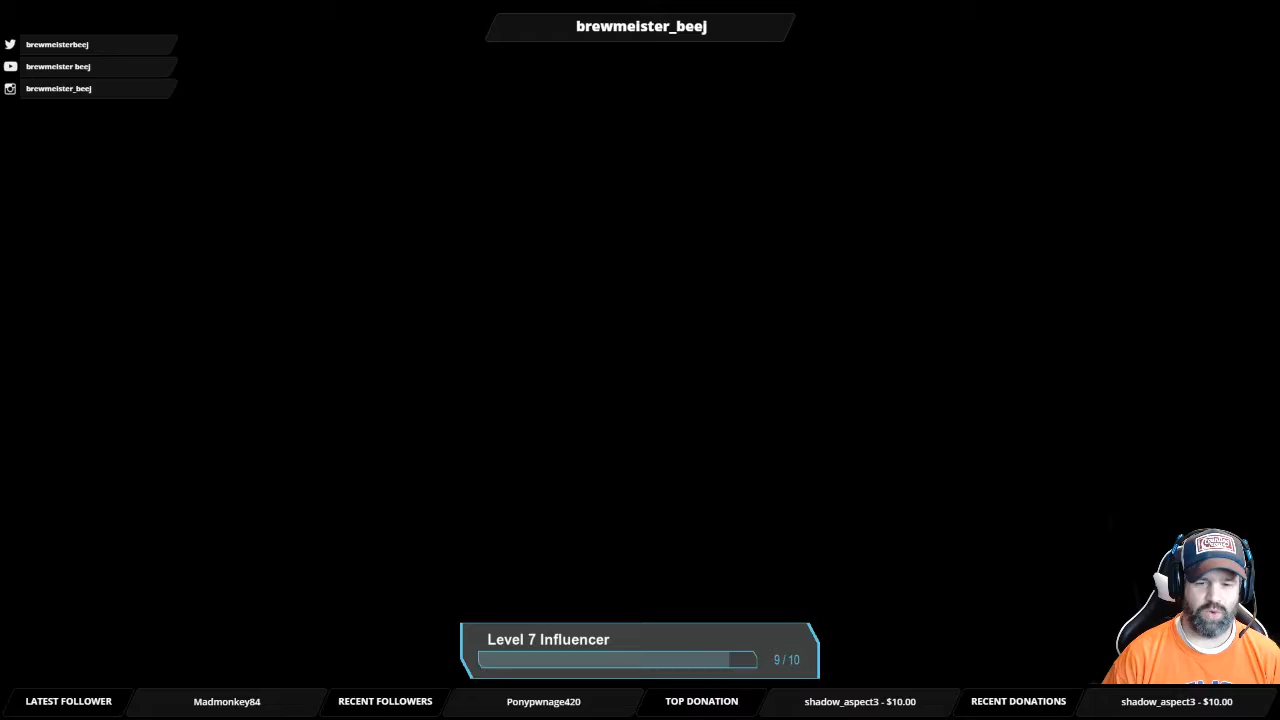 brewmeister_beej
brewmeisterbeej
brewmeister beej
brewmeister_beej
Level 7 Influencer
9 / 10
LATEST FOLLOWER Madmonkey84 RECENT FOLLOWERS Ponypwnage420 TOP DONATION shadow_aspect3 - $10.00 RECENT DONATIONS shadow_aspect3 - $10.00